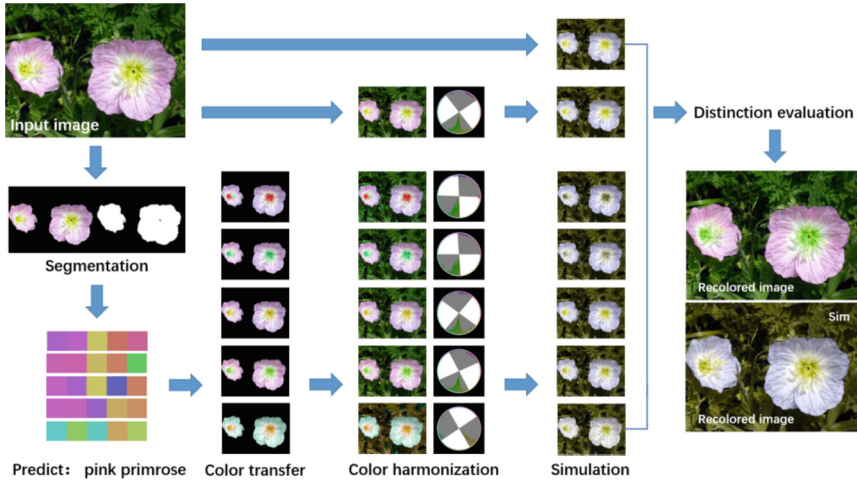 Input image
Distinction evaluation
Segmentation
Recolored image
Sim
Recolored image
Predict: pink primrose
Color transfer
Color harmonization
Simulation